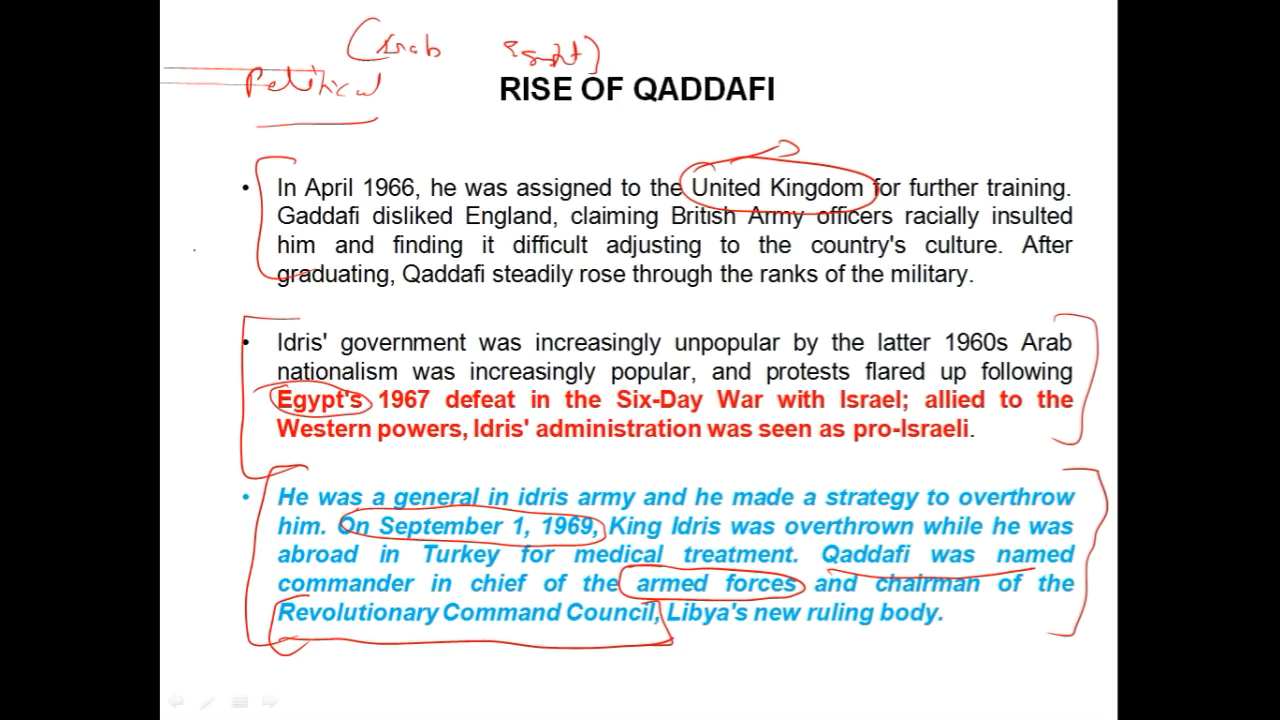 (Arab
Political
RISE OF QADDAFI
• In April 1966, he was assigned to the United Kingdom for further training.
Gaddafi disliked England, claiming British Army officers racially insulted
him and finding it difficult adjusting to the country's culture. After
graduating, Qaddafi steadily rose through the ranks of the military.
• Idris' government was increasingly unpopular by the latter 1960s Arab
nationalism was increasingly popular, and protests flared up following
Egypt's 1967 defeat in the Six-Day War with Israel; allied to the
Western powers, Idris' administration was seen as pro-Israeli.
• He was a general in idris army and he made a strategy to overthrow
him. On September 1, 1969, King Idris was overthrown while he was
abroad in Turkey for medical treatment. Qaddafi was named
commander in chief of the armed forces and chairman of the
Revolutionary Command Council, Libya's new ruling body.